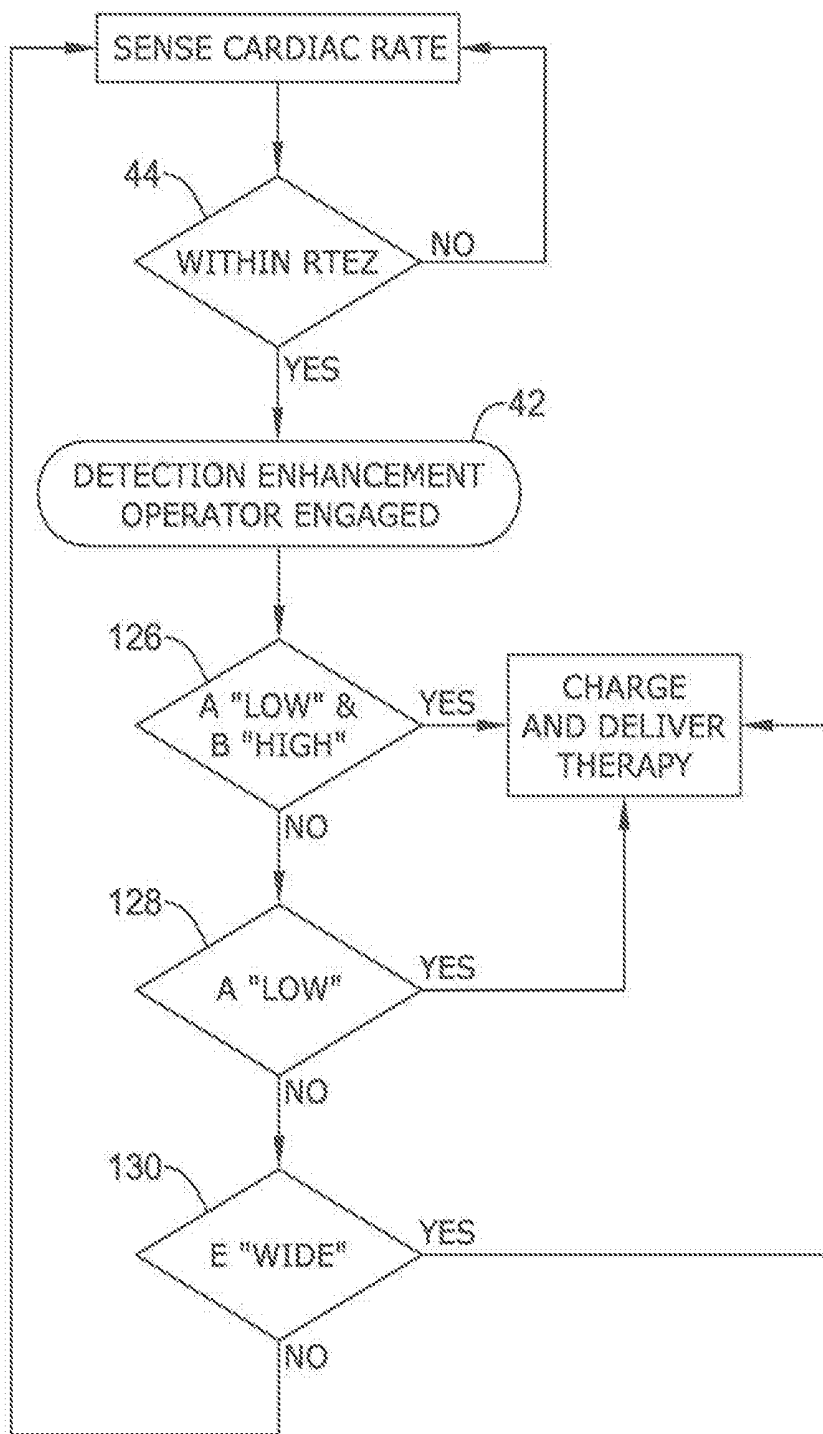 SENSE CARDIAC RATE
44
WITHIN RTEZ
NO
YES
42
DETECTION ENHANCEMENT
OPERATOR ENGAGED
126
A "LOW" &
B "HIGH"
YES
CHARGE
AND DELIVER
THERAPY
NO
128
A "LOW"
YES
NO
130
E "WIDE"
YES
NO